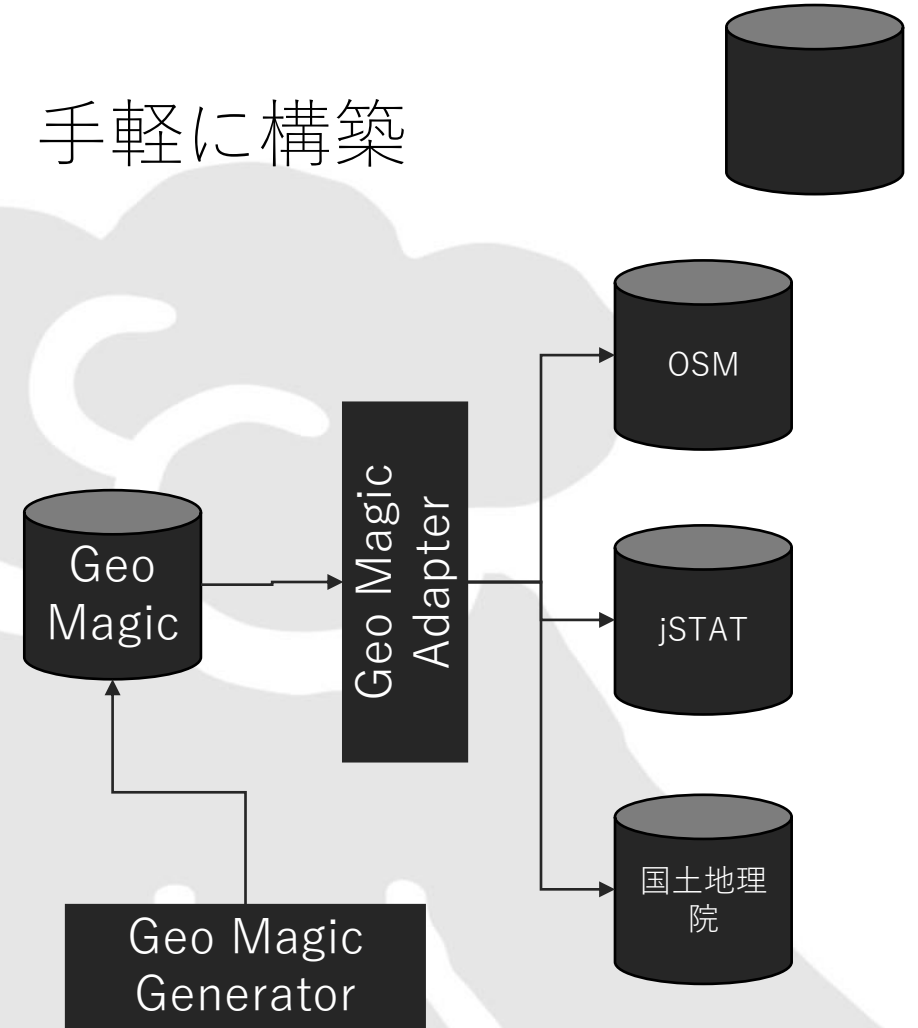 手軽に構築
OSM
Geo
Magic
Geo Magic
Adapter
jSTAT
国土地理
院
Geo Magic
Generator